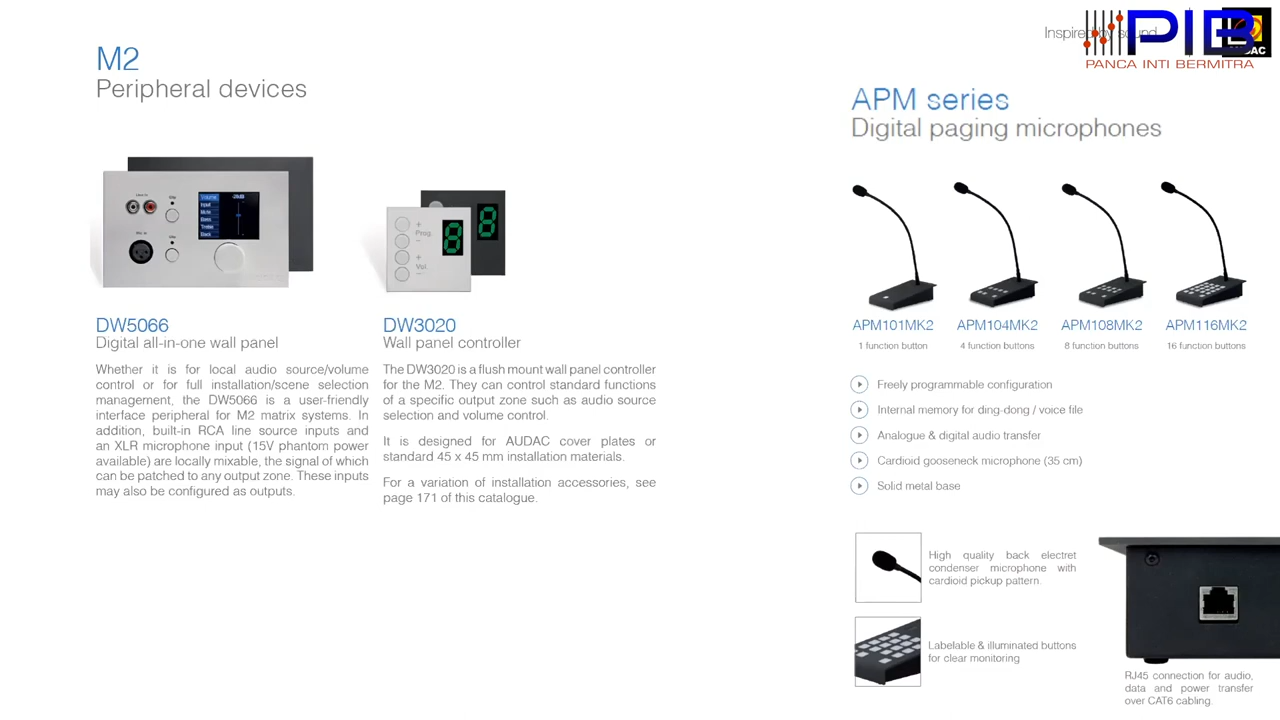 M2
Peripheral devices
DW5066
Digital all-in-one wall panel
Whether it is for local audio source/volume
control or for full installation/scene selection
management, the DW5066 is a user-friendly
interface peripheral for M2 matrix systems. In
addition, built-in RCA line source inputs and
an XLR microphone input (15V phantom power
available) are locally mixable, the signal of which
can be patched to any output zone. These inputs
may also be configured as outputs.
DW3020
Wall panel controller
The DW3020 is a flush mount wall panel controller
for the M2. They can control standard functions
of a specific output zone such as audio source
selection and volume control.
It is designed for AUDAC cover plates or
standard 45 x 45 mm installation materials.
For a variation of installation accessories, see
page 171 of this catalogue.
Volume
Input
Mute
Bass
Treble
Back
+
Prog.
−
+
Vol.
−
8
8
Inspired by sound
PIB
PANCA INTI BERMITRA
APM series
Digital paging microphones
APM101MK2
1 function button
APM104MK2
4 function buttons
APM108MK2
8 function buttons
APM116MK2
16 function buttons
Freely programmable configuration
Internal memory for ding-dong / voice file
Analogue & digital audio transfer
Cardioid gooseneck microphone (35 cm)
Solid metal base
High quality back electret
condenser microphone with
cardioid pickup pattern.
Labelable & illuminated buttons
for clear monitoring
RJ45 connection for audio,
data and power transfer
over CAT6 cabling.